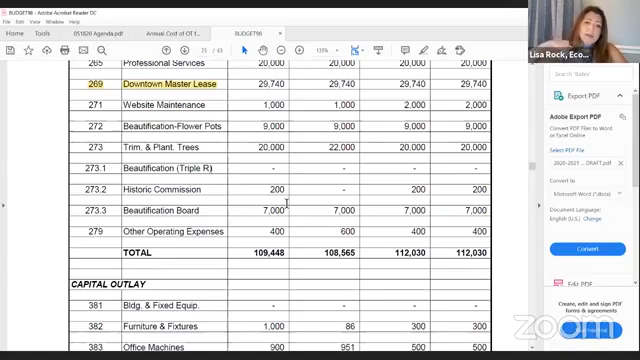 BUDGET98 - Adobe Acrobat Reader DC
File Edit View Window Help
051820 Agenda.pdf
Annual Cost of OT f
BUDGET98
23 / 63
135%
Lisa Rock, Eco...
265 Professional Services 20,000 20,000 20,000 20,000
269 Downtown Master Lease 29,740 29,740 29,740 29,740
271 Website Maintenance 1,000 1,000 2,000 2,000
272 Beautification-Flower Pots 9,000 9,000 9,000 9,000
273 Trim. & Plant. Trees 20,000 22,000 20,000 20,000
273.1 Beautification (Triple R) - - - -
273.2 Historic Commission 200 - 200 200
273.3 Beautification Board 7,000 7,000 7,000 7,000
279 Other Operating Expenses 400 600 400 400
TOTAL 109,448 108,565 112,030 112,030
CAPITAL OUTLAY
381 Bldg. & Fixed Equip. - - - -
382 Furniture & Fixtures 1,000 86 300 300
383 Office Machines 900 951 500 500
Export PDF
Adobe Export PDF
Convert PDF Files to Word or Excel Online
Select PDF File
2020-2021 ... DRAFT.pdf
Convert to
Microsoft Word (*.docx)
Document Language:
English (U.S.) Change
Convert
Edit PDF
Create, edit and sign PDF
forms & agreements
zoom